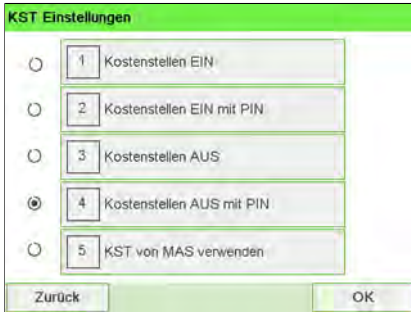 KST Einstellungen
1 Kostenstellen EIN
2 Kostenstellen EIN mit PIN
3 Kostenstellen AUS
4 Kostenstellen AUS mit PIN
5 KST von MAS verwenden
Zurück OK